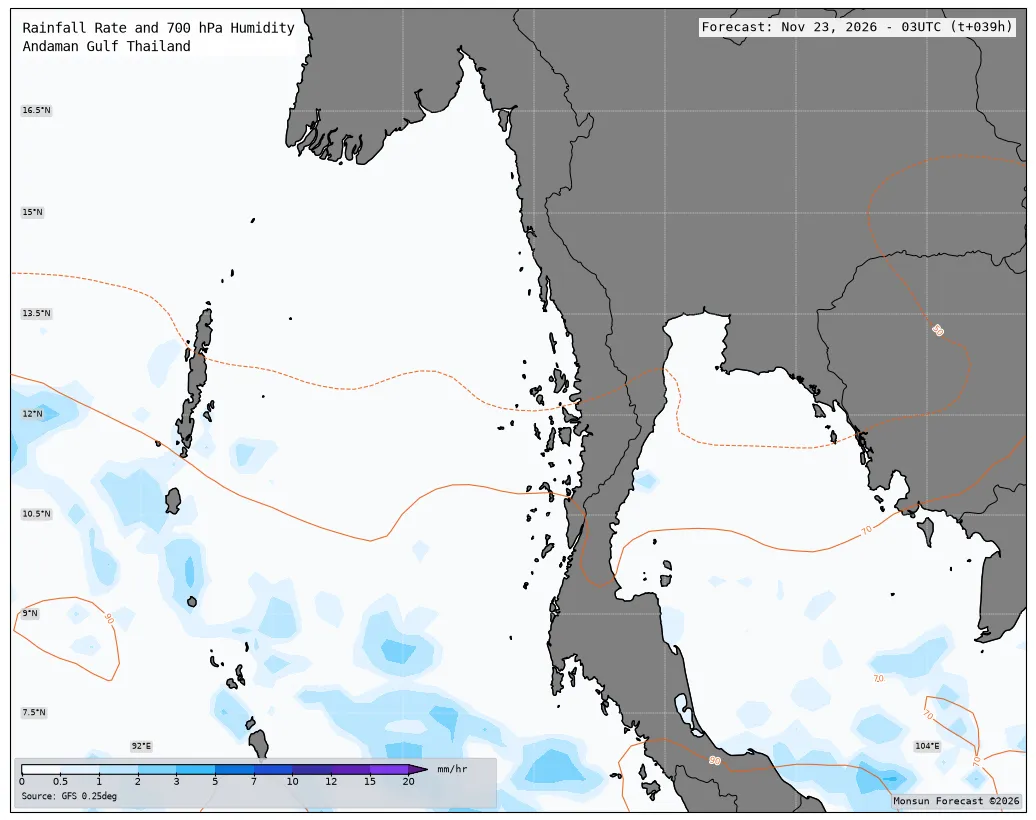 Rainfall Rate and 700 hPa Humidity
Andaman Gulf Thailand
Forecast: Nov 23, 2026 - 03UTC (t+039h)
16.5°N
15°N
13.5°N
50
12°N
10.5°N
70
9°N
90
70
70
7.5°N
92°E
104°E
90
70
mm/hr
0 0.5 1 2 3 5 7 10 12 15 20
Source: GFS 0.25deg
Monsun Forecast ©2026